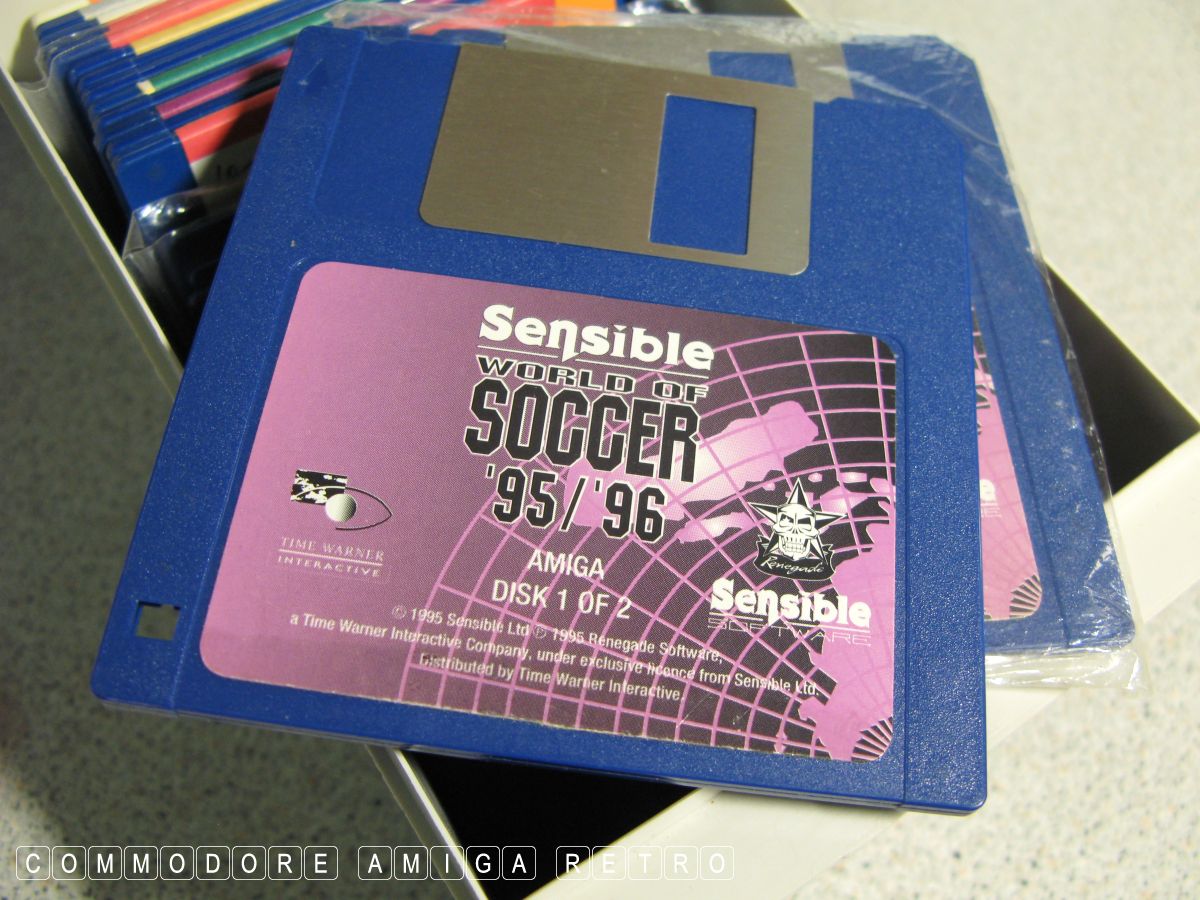 Sensible
WORLD OF
SOCCER
'95/'96
AMIGA
DISK 1 OF 2
TIME WARNER
INTERACTIVE
Renegade
Sensible
SOFTWARE
© 1995 Sensible Ltd ℗ 1995 Renegade Software,
a Time Warner Interactive Company, under exclusive licence from Sensible Ltd.
Distributed by Time Warner Interactive.
COMMODORE AMIGA RETRO